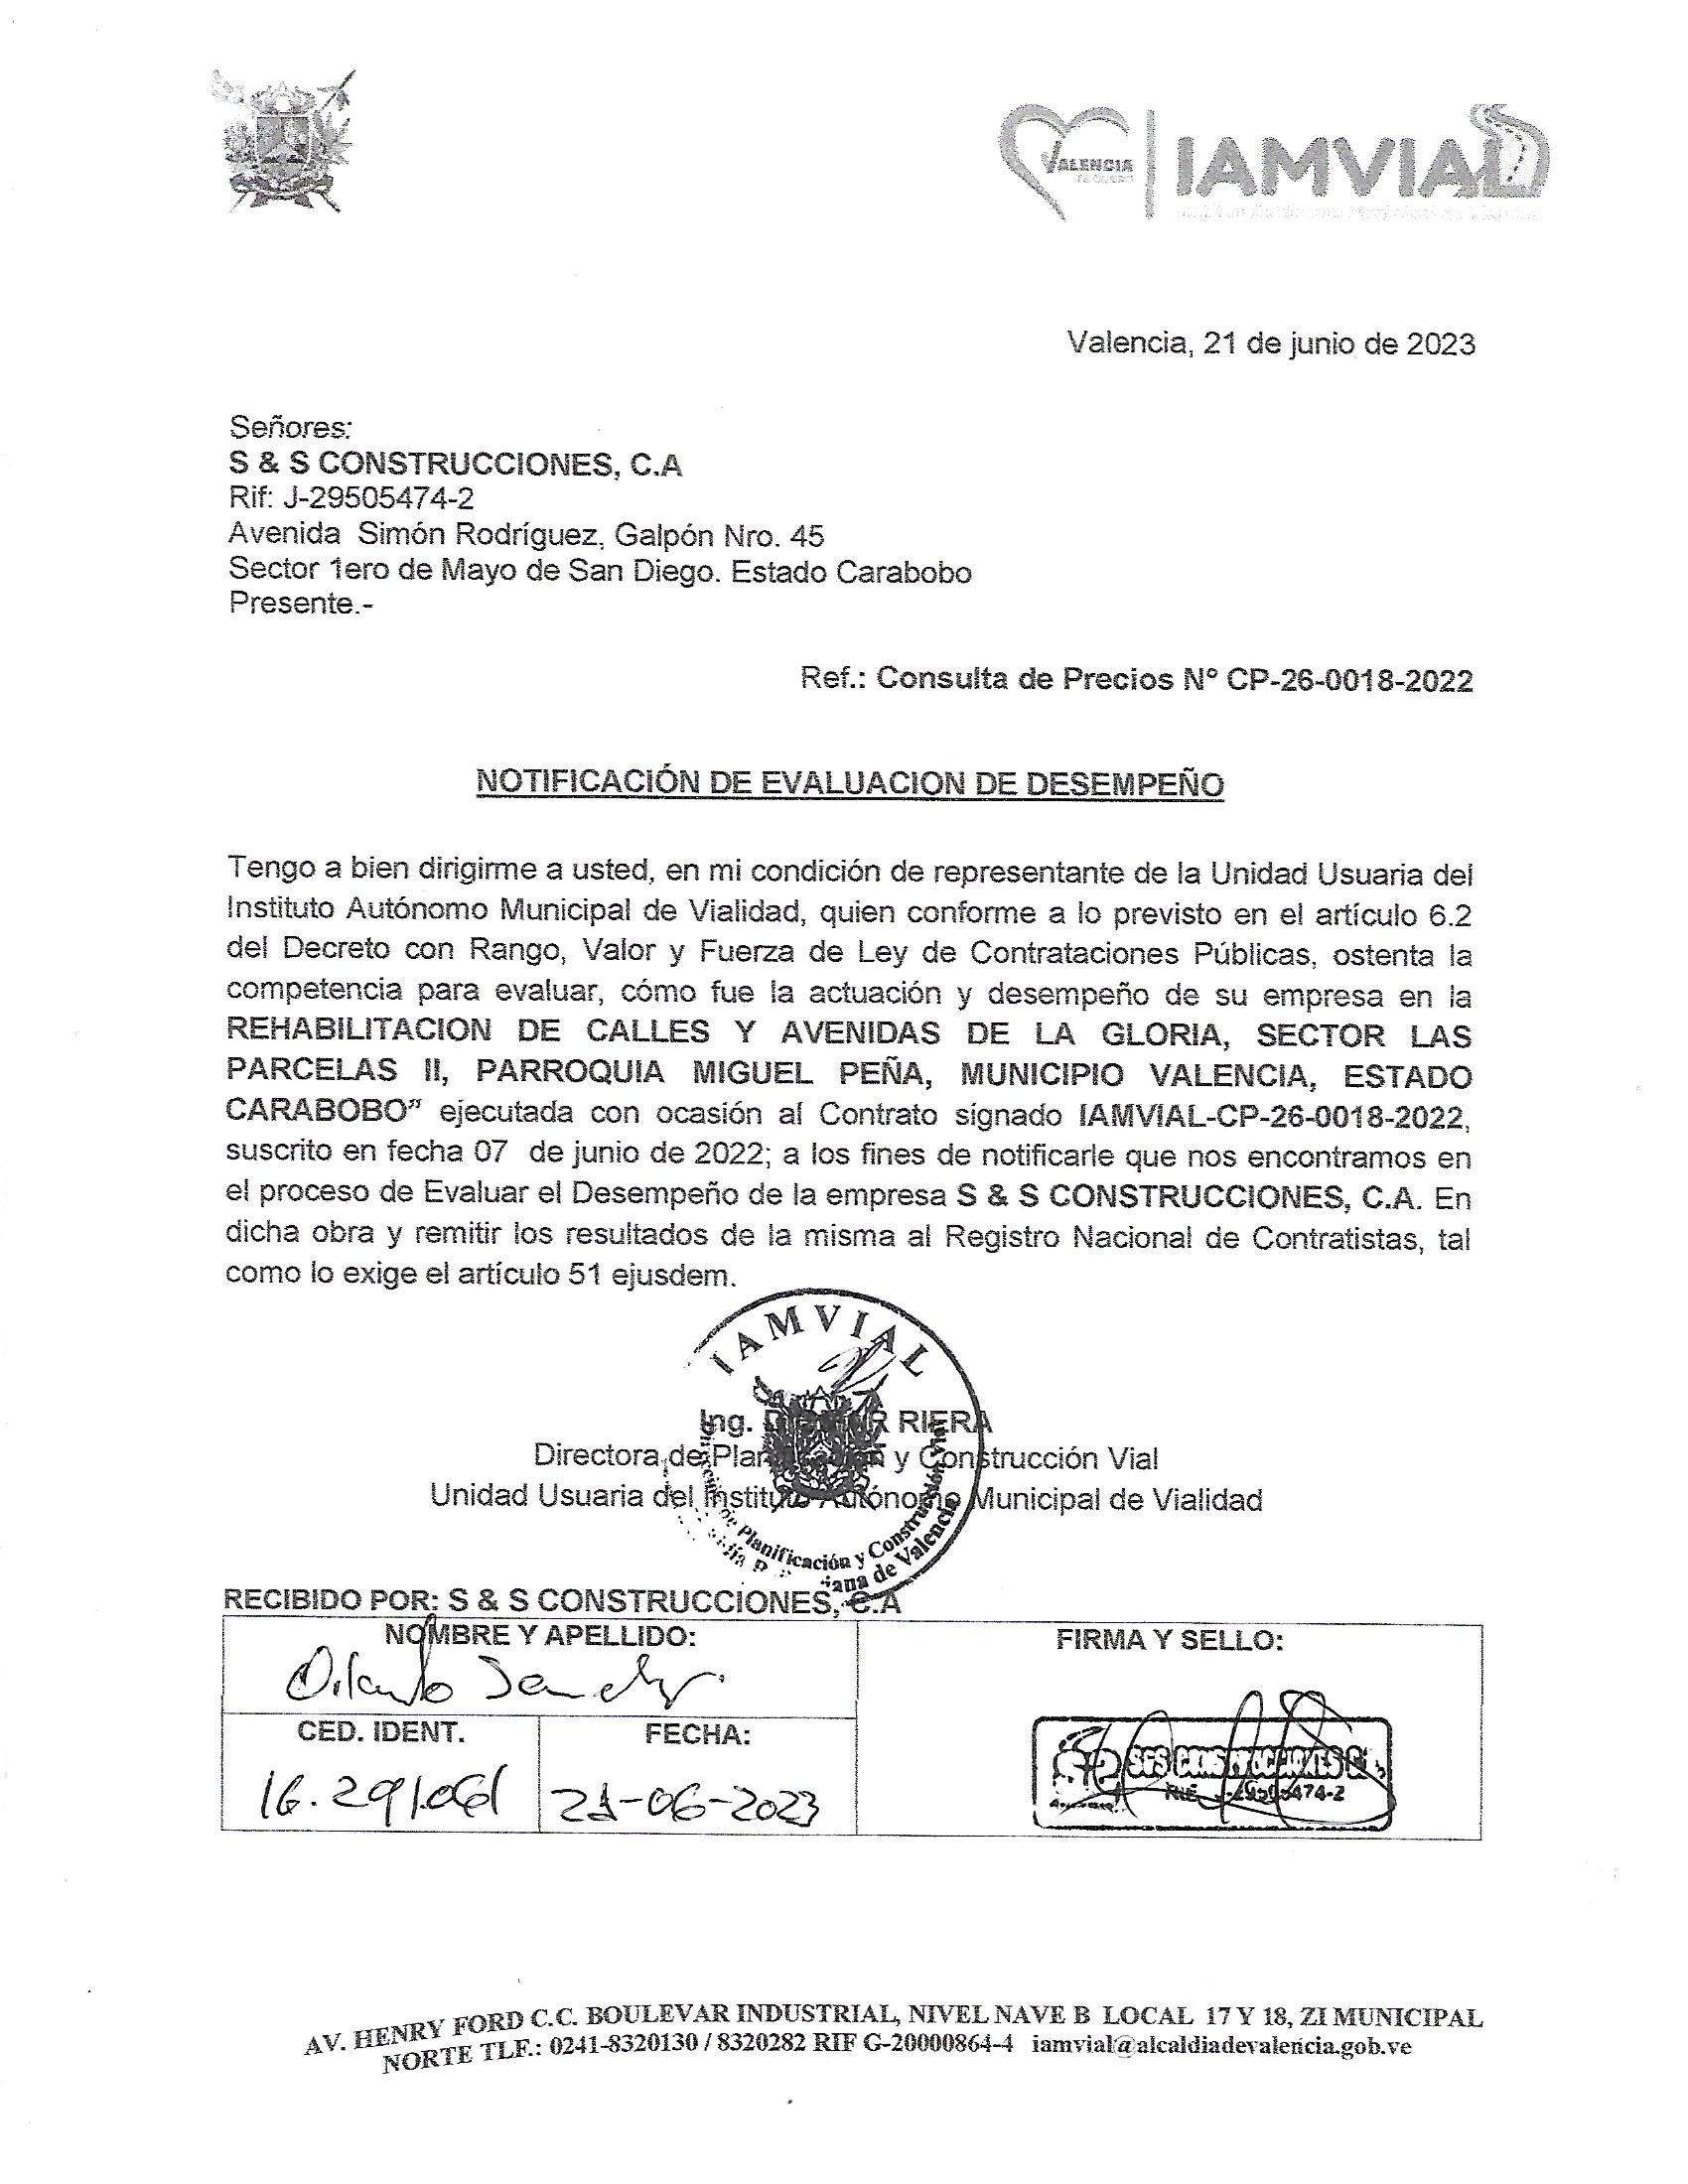 VALENCIA
IAMVIAL
Valencia, 21 de junio de 2023
Señores:
S & S CONSTRUCCIONES, C.A
Rif: J-29505474-2
Avenida Simón Rodríguez, Galpón Nro. 45
Sector 1ero de Mayo de San Diego. Estado Carabobo
Presente.-
Ref.: Consulta de Precios Nº CP-26-0018-2022
NOTIFICACIÓN DE EVALUACION DE DESEMPEÑO
Tengo a bien dirigirme a usted, en mi condición de representante de la Unidad Usuaria del
Instituto Autónomo Municipal de Vialidad, quien conforme a lo previsto en el artículo 6.2
del Decreto con Rango, Valor y Fuerza de Ley de Contrataciones Públicas, ostenta la
competencia para evaluar, cómo fue la actuación y desempeño de su empresa en la
REHABILITACION DE CALLES Y AVENIDAS DE LA GLORIA, SECTOR LAS
PARCELAS II, PARROQUIA MIGUEL PEÑA, MUNICIPIO VALENCIA, ESTADO
CARABOBO” ejecutada con ocasión al Contrato signado IAMVIAL-CP-26-0018-2022,
suscrito en fecha 07 de junio de 2022; a los fines de notificarle que nos encontramos en
el proceso de Evaluar el Desempeño de la empresa S & S CONSTRUCCIONES, C.A. En
dicha obra y remitir los resultados de la misma al Registro Nacional de Contratistas, tal
como lo exige el artículo 51 ejusdem.
IAMVIAL
Ing. RIERA
Directora de Planificación y Construcción Vial
Unidad Usuaria del Instituto Autónomo Municipal de Vialidad
de Planificación y Construcción Vial
de Valencia
RECIBIDO POR: S & S CONSTRUCCIONES, C.A
NOMBRE Y APELLIDO:
FIRMA Y SELLO:
Orlando Sanchez
CED. IDENT.
FECHA:
16.291.061
21-06-2023
S&S CONSTRUCCIONES C.A.
RIF J-29505474-2
AV. HENRY FORD C.C. BOULEVAR INDUSTRIAL, NIVEL NAVE B LOCAL 17 Y 18, ZI MUNICIPAL
NORTE TLF.: 0241-8320130 / 8320282 RIF G-20000864-4 iamvial@alcaldiadevalencia.gob.ve